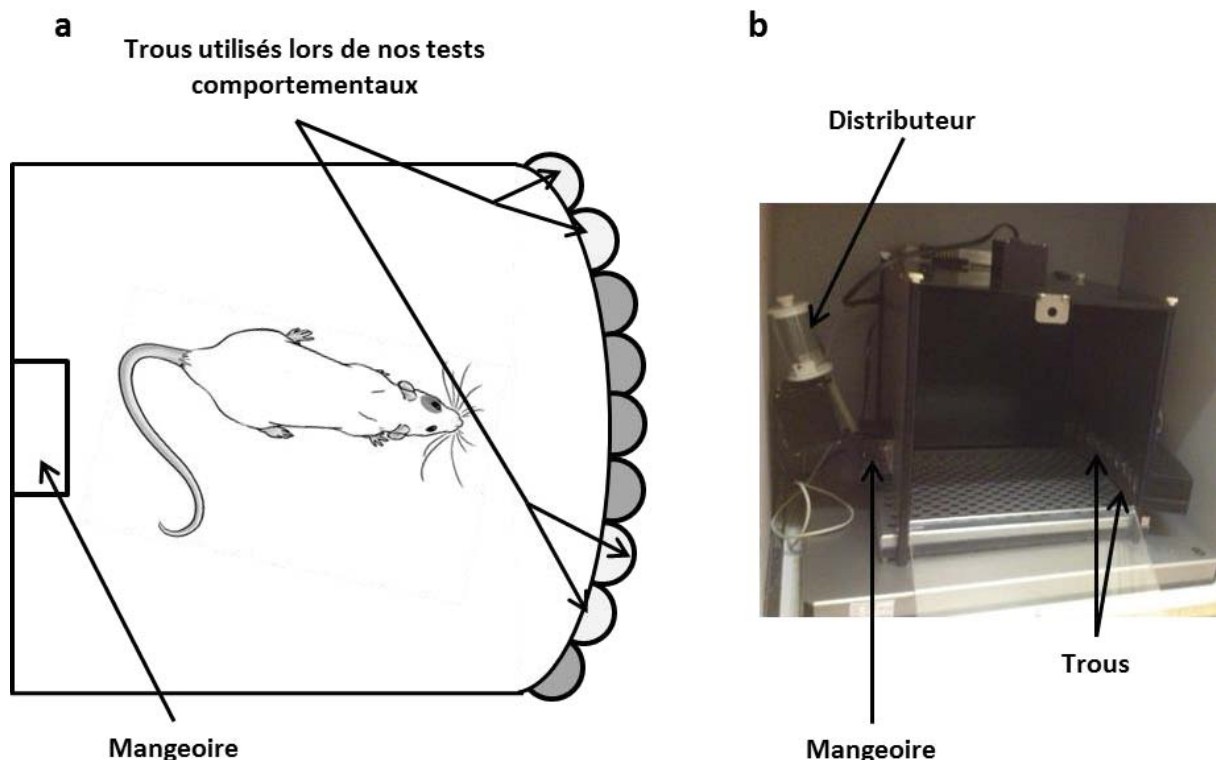 a
Trous utilisés lors de nos tests
comportementaux
Mangeoire
b
Distributeur
Trous
Mangeoire